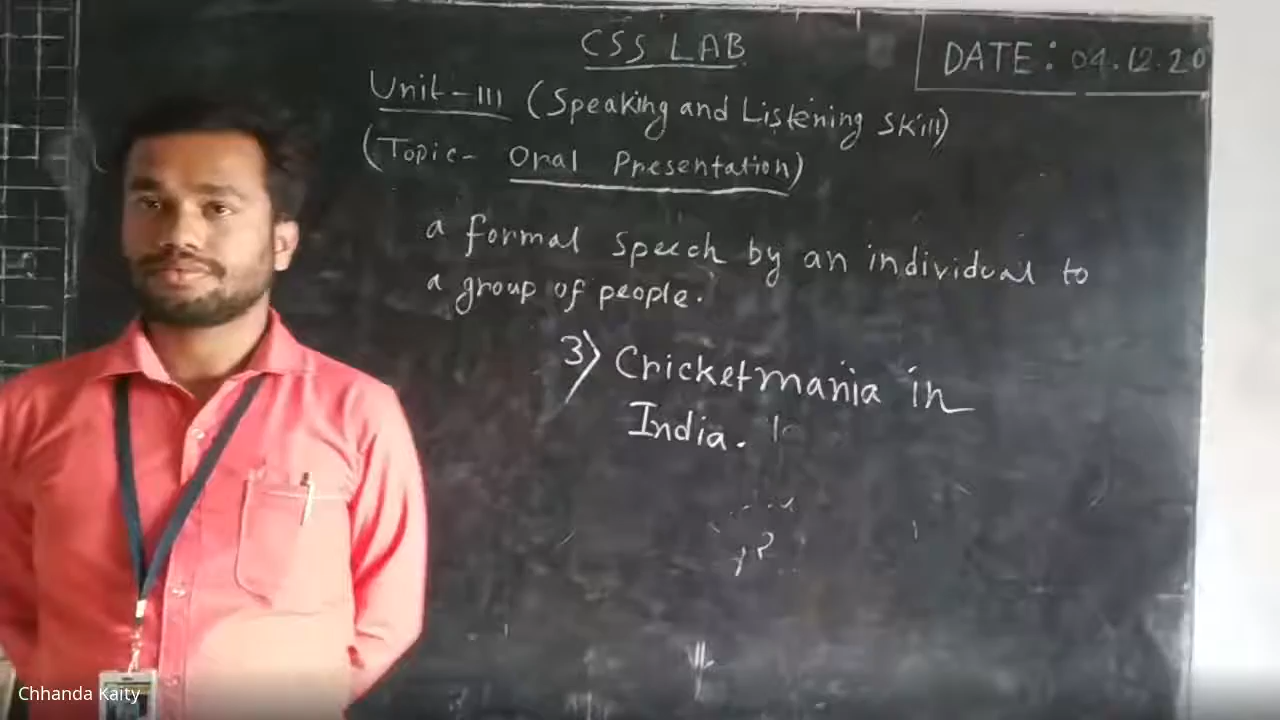 CSS LAB
DATE: 04.12.20
Unit-III (Speaking and Listening Skill)
(Topic- Oral Presentation)
a formal speech by an individual to
a group of people.
3) Cricketmania in
India.
Chhanda Kaity